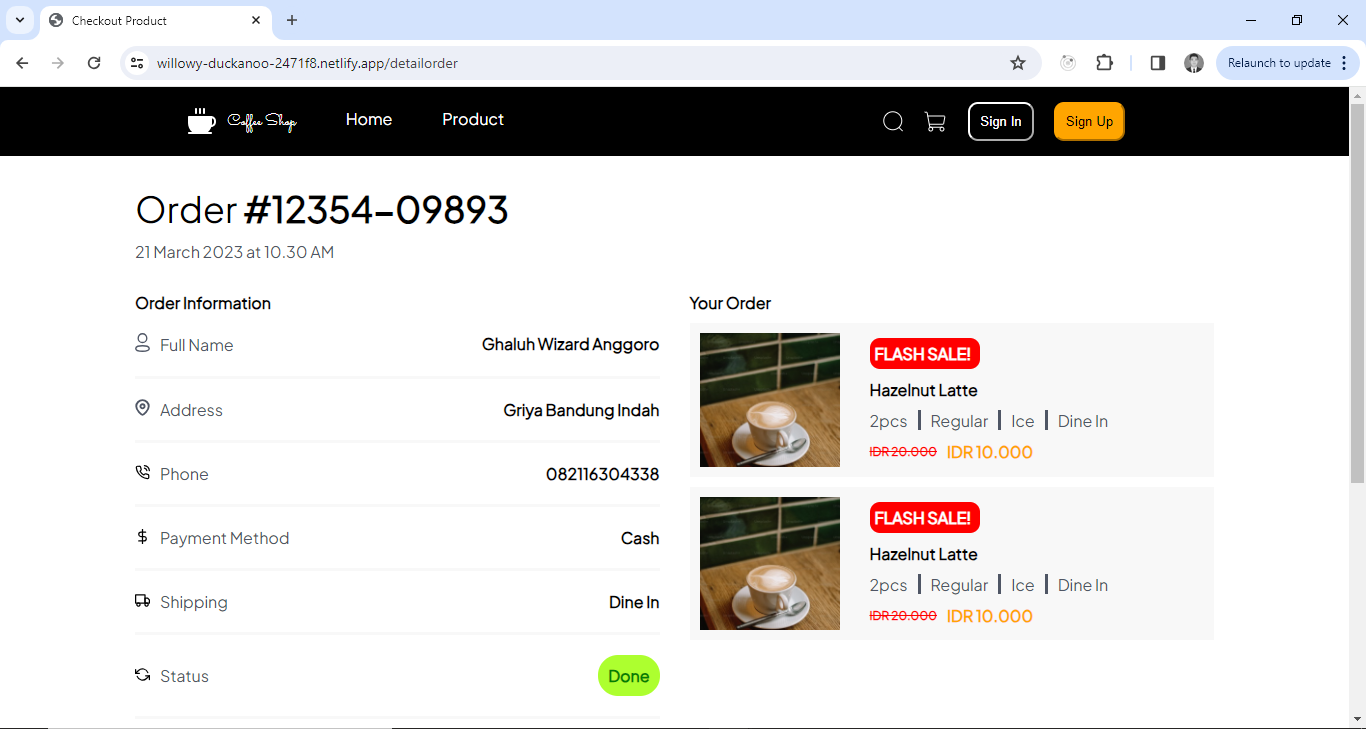 Checkout Product
willowy-duckanoo-2471f8.netlify.app/detailorder
Relaunch to update
Coffee Shop
Home
Product
Sign In
Sign Up
Order #12354-09893
21 March 2023 at 10.30 AM
Order Information
Full Name
Ghaluh Wizard Anggoro
Address
Griya Bandung Indah
Phone
082116304338
Payment Method
Cash
Shipping
Dine In
Status
Done
Your Order
FLASH SALE!
Hazelnut Latte
2pcs | Regular | Ice | Dine In
IDR 20.000 IDR 10.000
FLASH SALE!
Hazelnut Latte
2pcs | Regular | Ice | Dine In
IDR 20.000 IDR 10.000